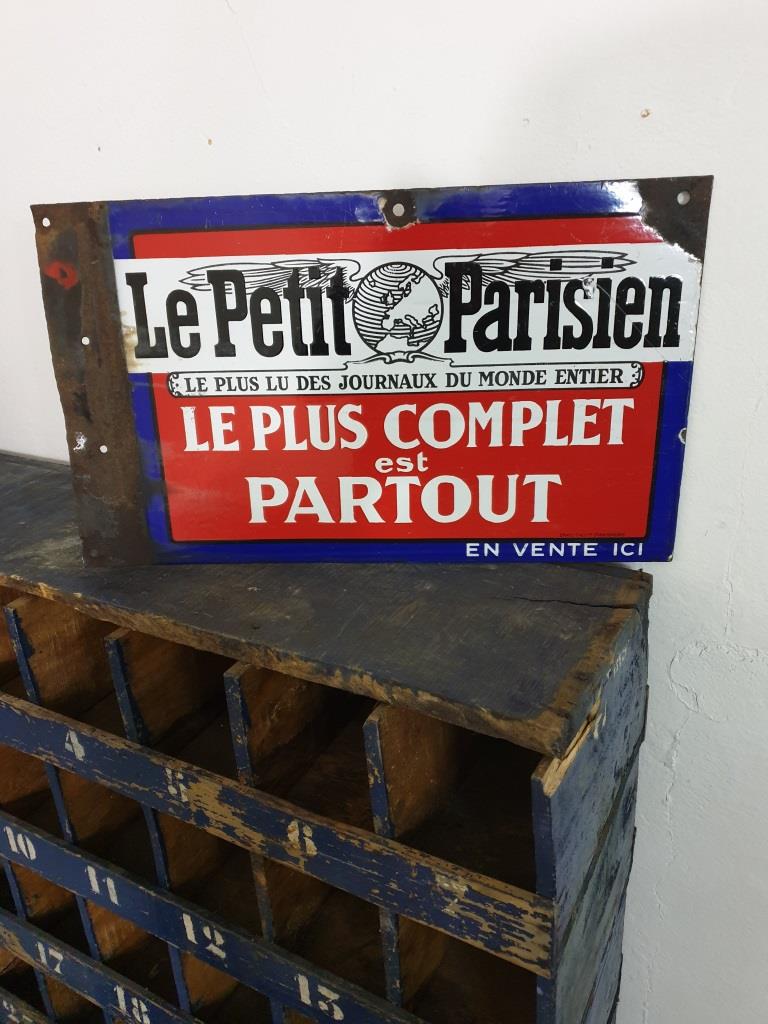 Le Petit Parisien
LE PLUS LU DES JOURNAUX DU MONDE ENTIER
LE PLUS COMPLET
est
PARTOUT
EN VENTE ICI
4 5 6
10 11 12 13
17 18